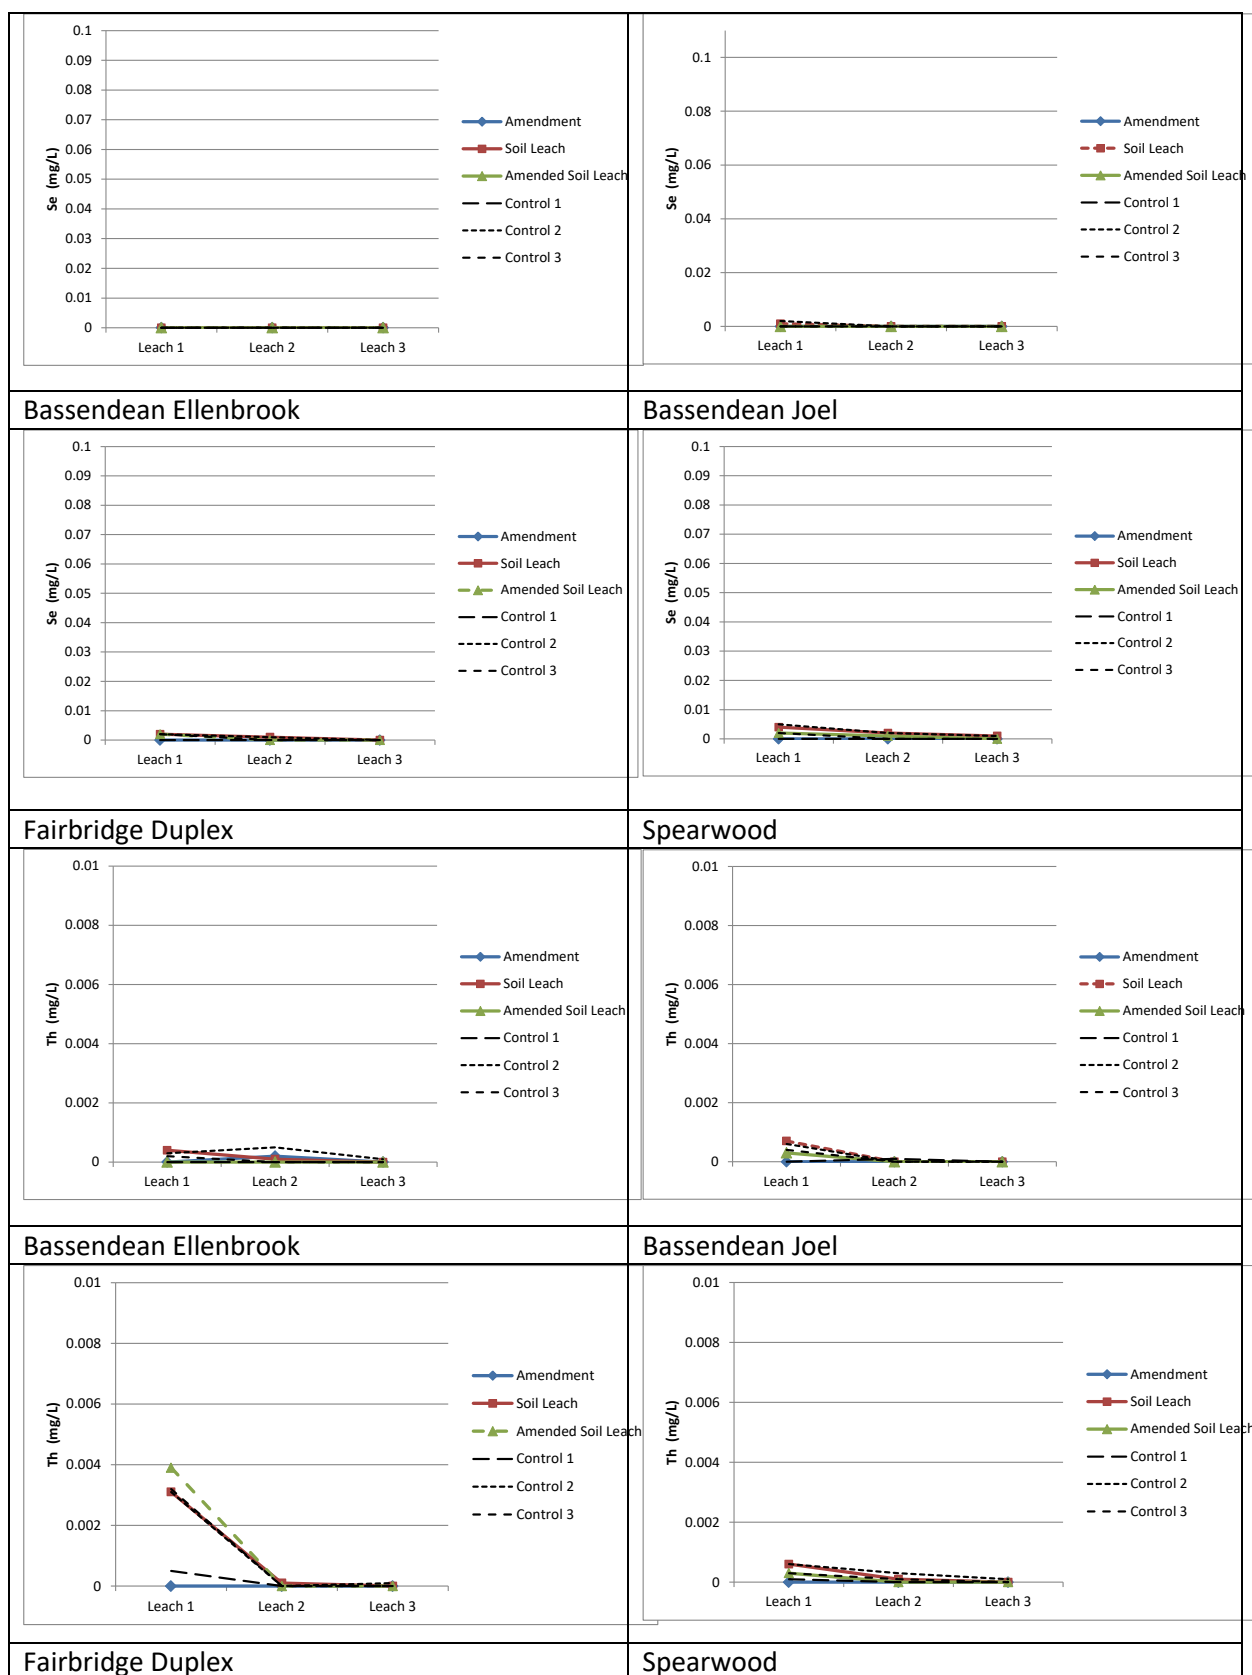 0.1
0.09
0.08
0.07
0.06
0.05
0.04
0.03
0.02
0.01
0
Se (mg/L)
Leach 1 Leach 2 Leach 3
Amendment
Soil Leach
Amended Soil Leach
Control 1
Control 2
Control 3
0.1
0.08
0.06
0.04
0.02
0
Se (mg/L)
Leach 1 Leach 2 Leach 3
Amendment
Soil Leach
Amended Soil Leach
Control 1
Control 2
Control 3
Bassendean Ellenbrook
Bassendean Joel
0.1
0.09
0.08
0.07
0.06
0.05
0.04
0.03
0.02
0.01
0
Se (mg/L)
Leach 1 Leach 2 Leach 3
Amendment
Soil Leach
Amended Soil Leach
Control 1
Control 2
Control 3
0.1
0.09
0.08
0.07
0.06
0.05
0.04
0.03
0.02
0.01
0
Se (mg/L)
Leach 1 Leach 2 Leach 3
Amendment
Soil Leach
Amended Soil Leach
Control 1
Control 2
Control 3
Fairbridge Duplex
Spearwood
0.01
0.008
0.006
0.004
0.002
0
Th (mg/L)
Leach 1 Leach 2 Leach 3
Amendment
Soil Leach
Amended Soil Leach
Control 1
Control 2
Control 3
0.01
0.008
0.006
0.004
0.002
0
Th (mg/L)
Leach 1 Leach 2 Leach 3
Amendment
Soil Leach
Amended Soil Leach
Control 1
Control 2
Control 3
Bassendean Ellenbrook
Bassendean Joel
0.01
0.008
0.006
0.004
0.002
0
Th (mg/L)
Leach 1 Leach 2 Leach 3
Amendment
Soil Leach
Amended Soil Leach
Control 1
Control 2
Control 3
0.01
0.008
0.006
0.004
0.002
0
Th (mg/L)
Leach 1 Leach 2 Leach 3
Amendment
Soil Leach
Amended Soil Leach
Control 1
Control 2
Control 3
Fairbridge Duplex
Spearwood